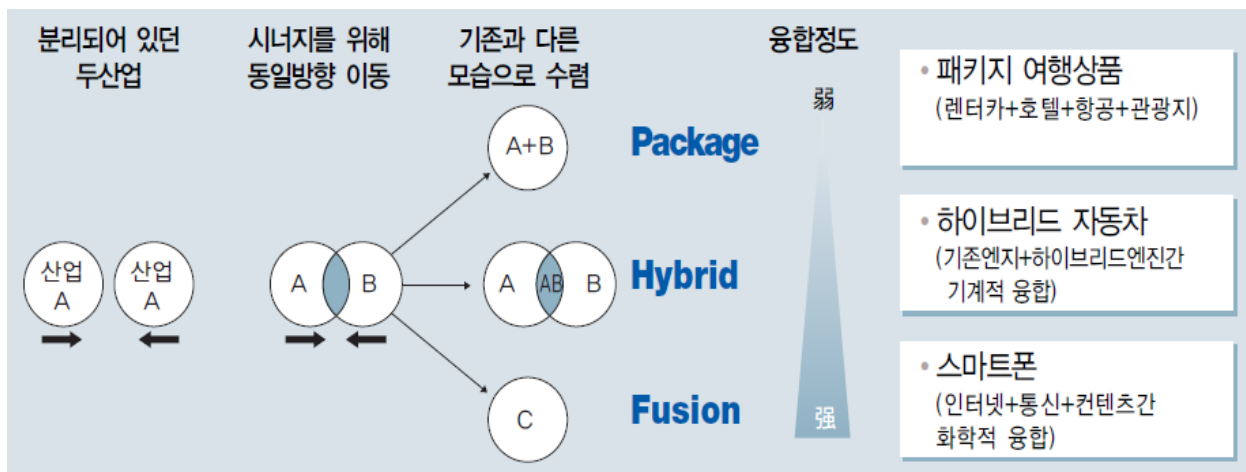 분리되어 있던
두산업
시너지를 위해
동일방향 이동
기존과 다른
모습으로 수렴
융합정도
산업
A
산업
A
A
B
A+B
Package
A
AB
B
Hybrid
C
Fusion
弱
强
• 패키지 여행상품
(렌터카+호텔+항공+관광지)
• 하이브리드 자동차
(기존엔지+하이브리드엔진간
기계적 융합)
• 스마트폰
(인터넷+통신+컨텐츠간
화학적 융합)